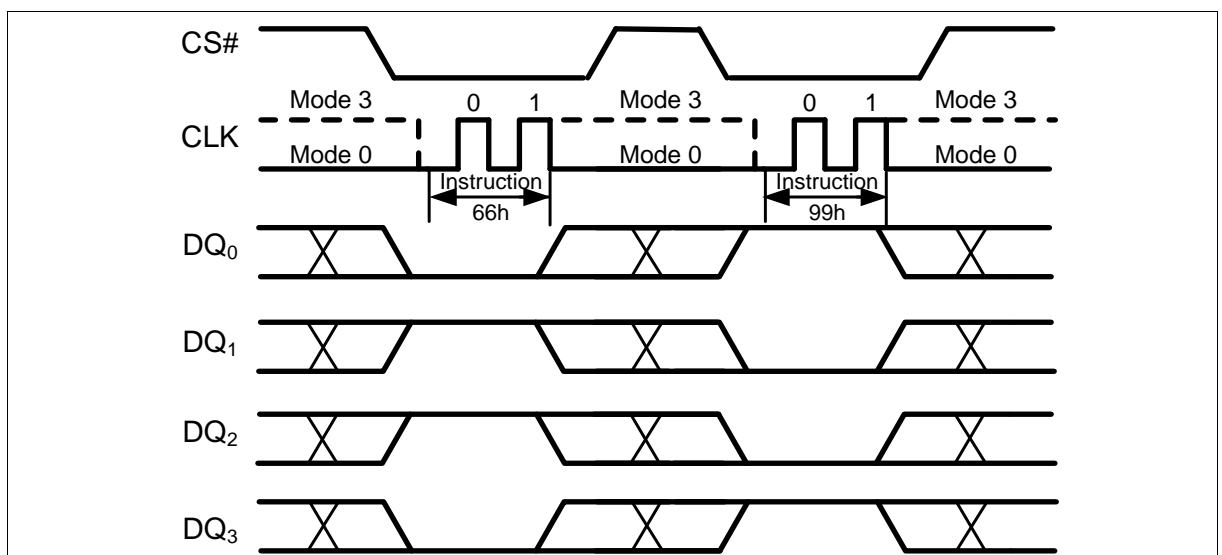 CS#
Mode 3 0 1 Mode 3 0 1 Mode 3
CLK
Mode 0 Mode 0 Mode 0
Instruction Instruction
66h 99h
DQ₀
DQ₁
DQ₂
DQ₃